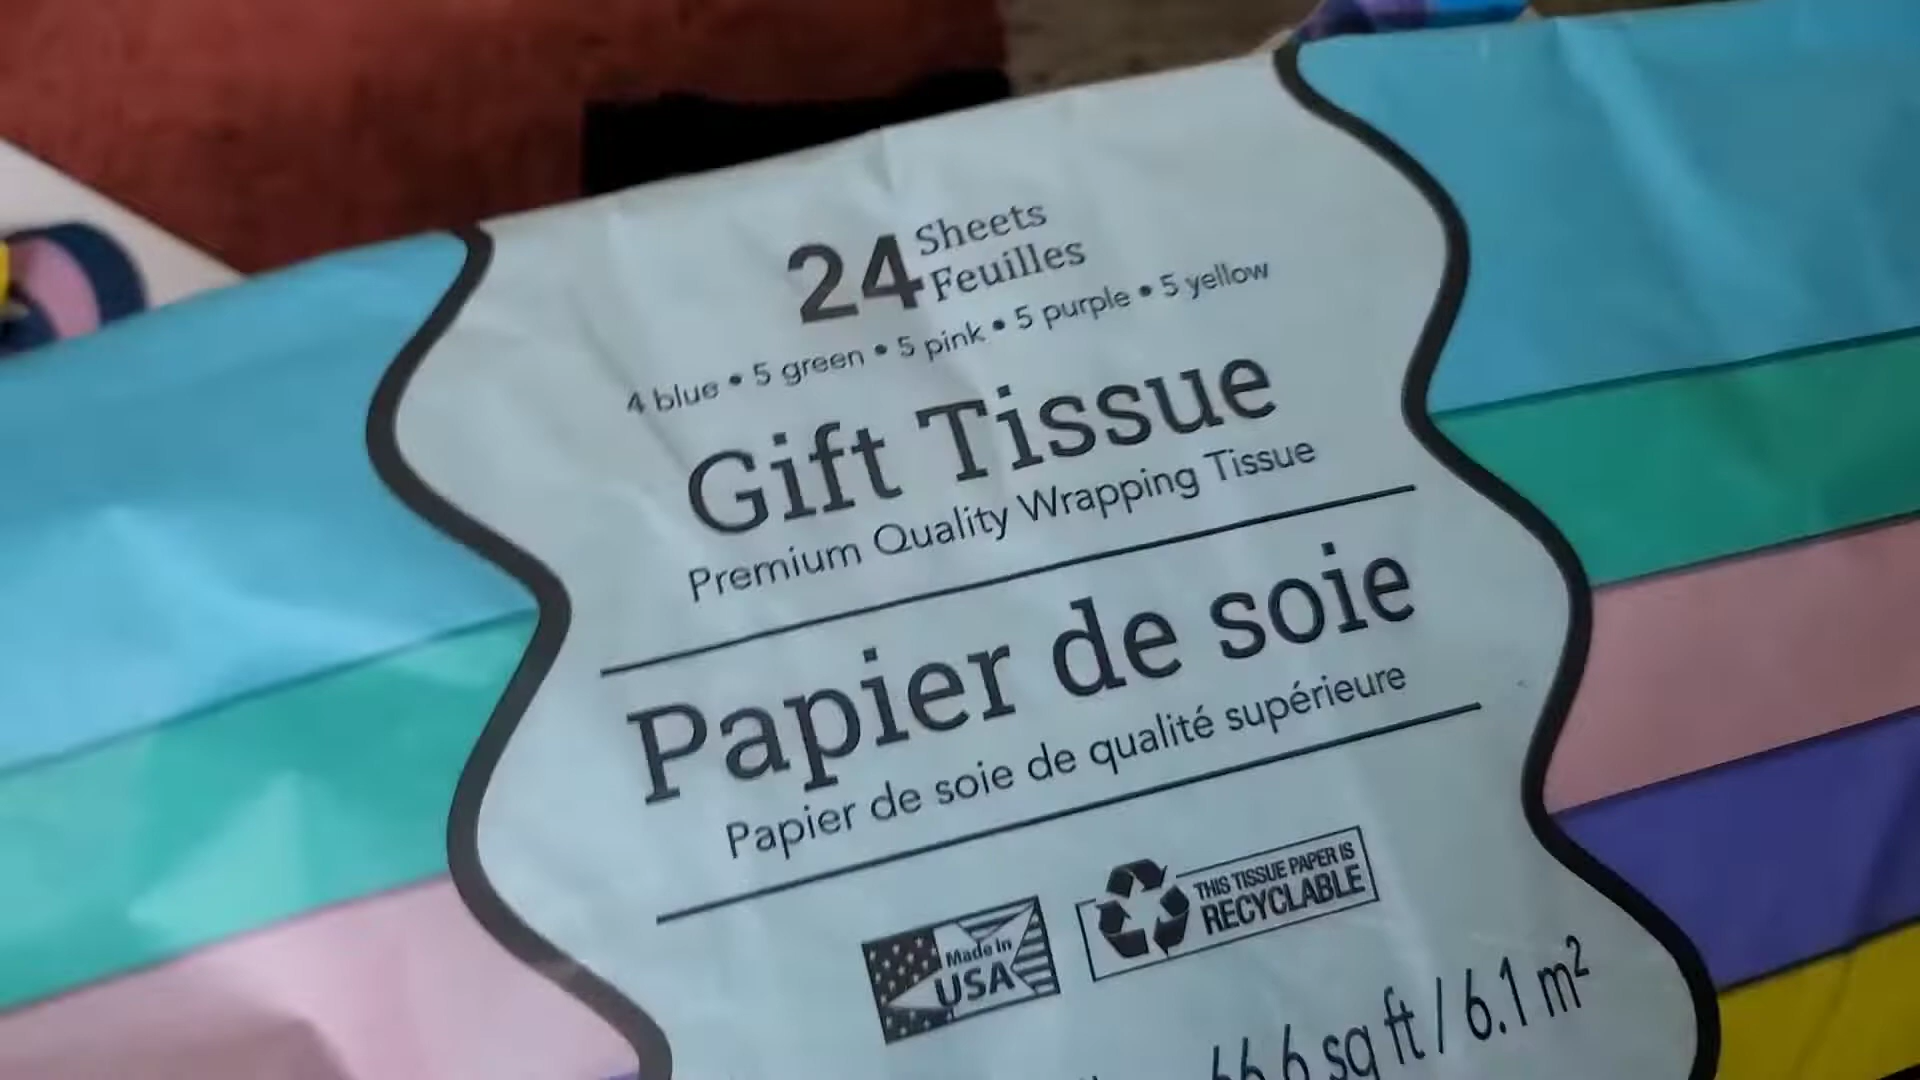 24 Sheets
Feuilles
4 blue • 5 green • 5 pink • 5 purple • 5 yellow
Gift Tissue
Premium Quality Wrapping Tissue
Papier de soie
Papier de soie de qualité supérieure
Made in
USA
THIS TISSUE PAPER IS
RECYCLABLE
66.6 sq ft / 6.1 m²